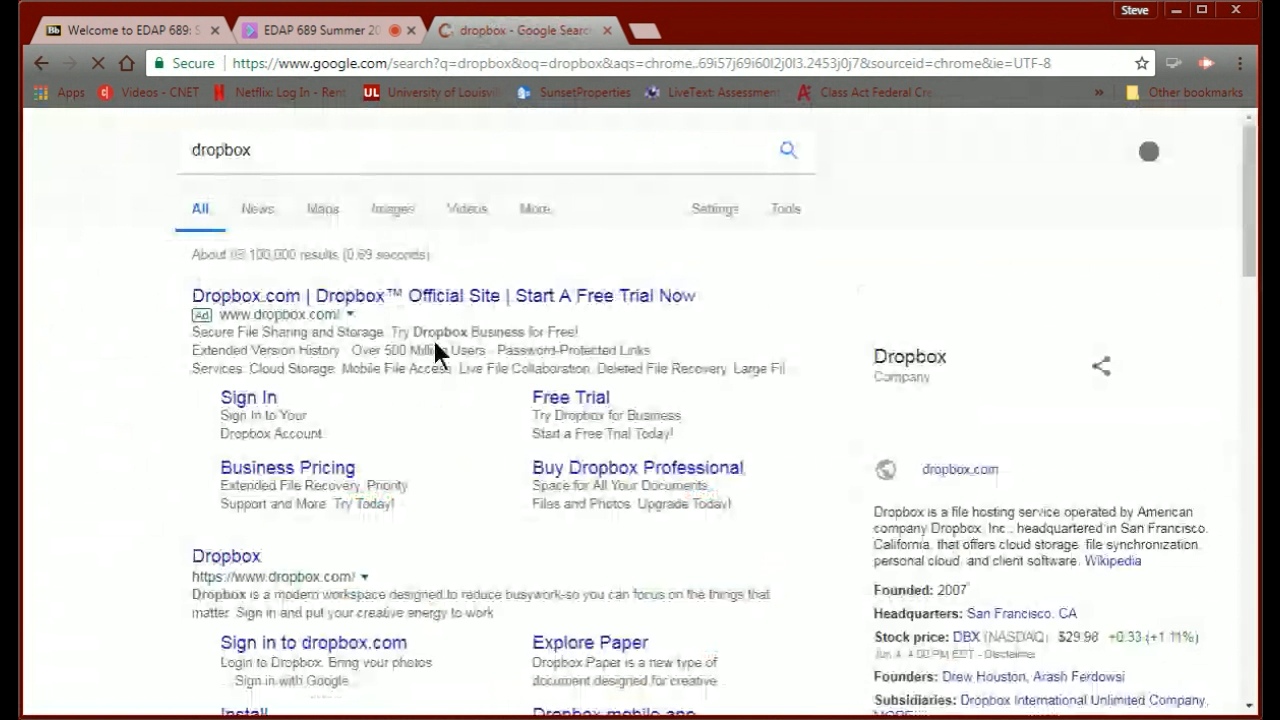 Steve
Welcome to EDAP 689: S
EDAP 689 Summer 20
dropbox - Google Searc
Secure
https://www.google.com/search?q=dropbox&oq=dropbox&aqs=chrome..69i57j69i60l2j0l3.2453j0j7&sourceid=chrome&ie=UTF-8
Apps
Videos - CNET
Netflix: Log In - Rent
University of Louisvi
SunsetProperties
LiveText: Assessment
Class Act Federal Cre
» Other bookmarks
dropbox
All News Maps Images Videos More Settings Tools
About 100,000 results (0.69 seconds)
Dropbox.com | Dropbox™ Official Site | Start A Free Trial Now
Ad www.dropbox.com/
Secure File Sharing and Storage. Try Dropbox Business for Free!
Extended Version History · Over 500 Million Users · Password-Protected Links
Services: Cloud Storage, Mobile File Access, Live File Collaboration, Deleted File Recovery, Large Fil
Sign In
Sign In to Your
Dropbox Account
Free Trial
Try Dropbox for Business
Start a Free Trial Today!
Business Pricing
Extended File Recovery, Priority
Support and More. Try Today!
Buy Dropbox Professional
Space for All Your Documents,
Files and Photos. Upgrade Today!
Dropbox
https://www.dropbox.com/
Dropbox is a modern workspace designed to reduce busywork-so you can focus on the things that
matter. Sign in and put your creative energy to work
Sign in to dropbox.com
Login to Dropbox. Bring your photos
... Sign in with Google ...
Explore Paper
Dropbox Paper is a new type of
document designed for creative
Install
Dropbox mobile app
Dropbox
Company
dropbox.com
Dropbox is a file hosting service operated by American
company Dropbox, Inc., headquartered in San Francisco,
California, that offers cloud storage, file synchronization,
personal cloud, and client software. Wikipedia
Founded: 2007
Headquarters: San Francisco, CA
Stock price: DBX (NASDAQ) $29.98 +0.33 (+1.11%)
Jun 4, 4:00 PM EDT - Disclaimer
Founders: Drew Houston, Arash Ferdowsi
Subsidiaries: Dropbox International Unlimited Company,
MORE